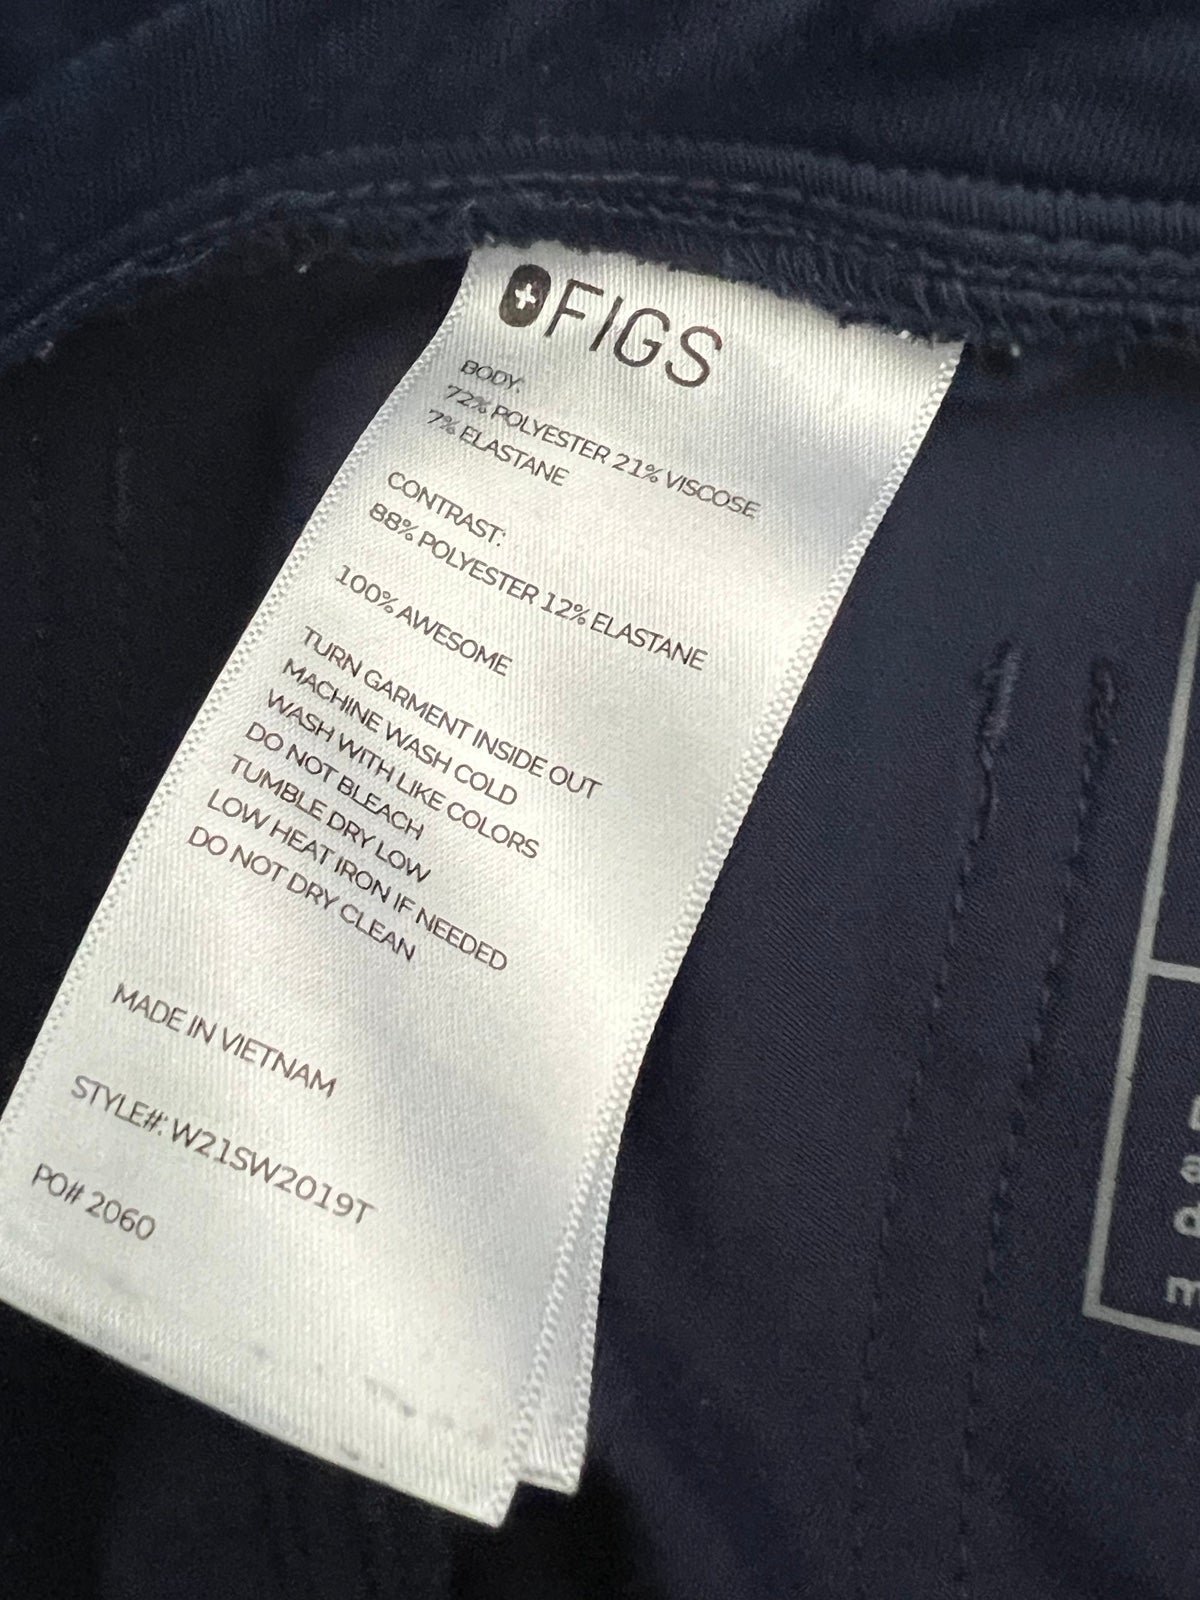 FIGS
BODY:
72% POLYESTER 21% VISCOSE
7% ELASTANE
CONTRAST:
88% POLYESTER 12% ELASTANE
100% AWESOME
TURN GARMENT INSIDE OUT
MACHINE WASH COLD
WASH WITH LIKE COLORS
DO NOT BLEACH
TUMBLE DRY LOW
LOW HEAT IRON IF NEEDED
DO NOT DRY CLEAN
MADE IN VIETNAM
STYLE#: W21SW2019T
PO# 2060